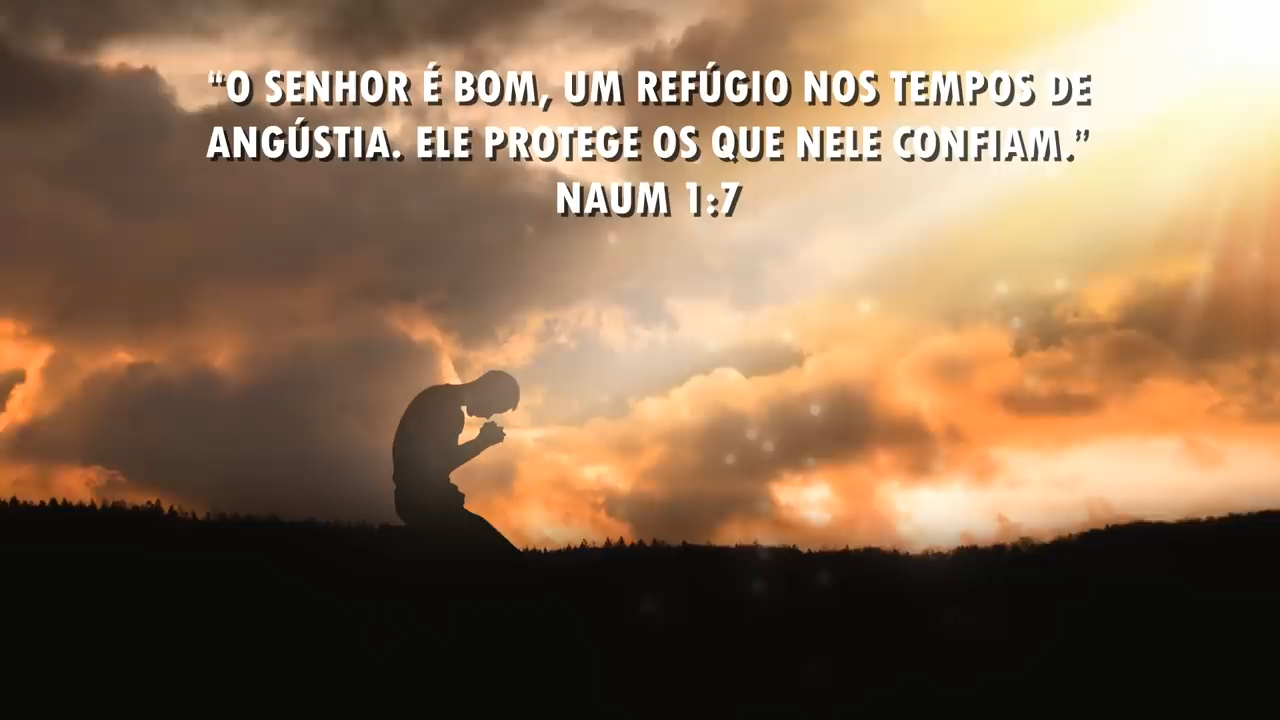 “O SENHOR É BOM, UM REFÚGIO NOS TEMPOS DE
ANGÚSTIA. ELE PROTEGE OS QUE NELE CONFIAM.”
NAUM 1:7